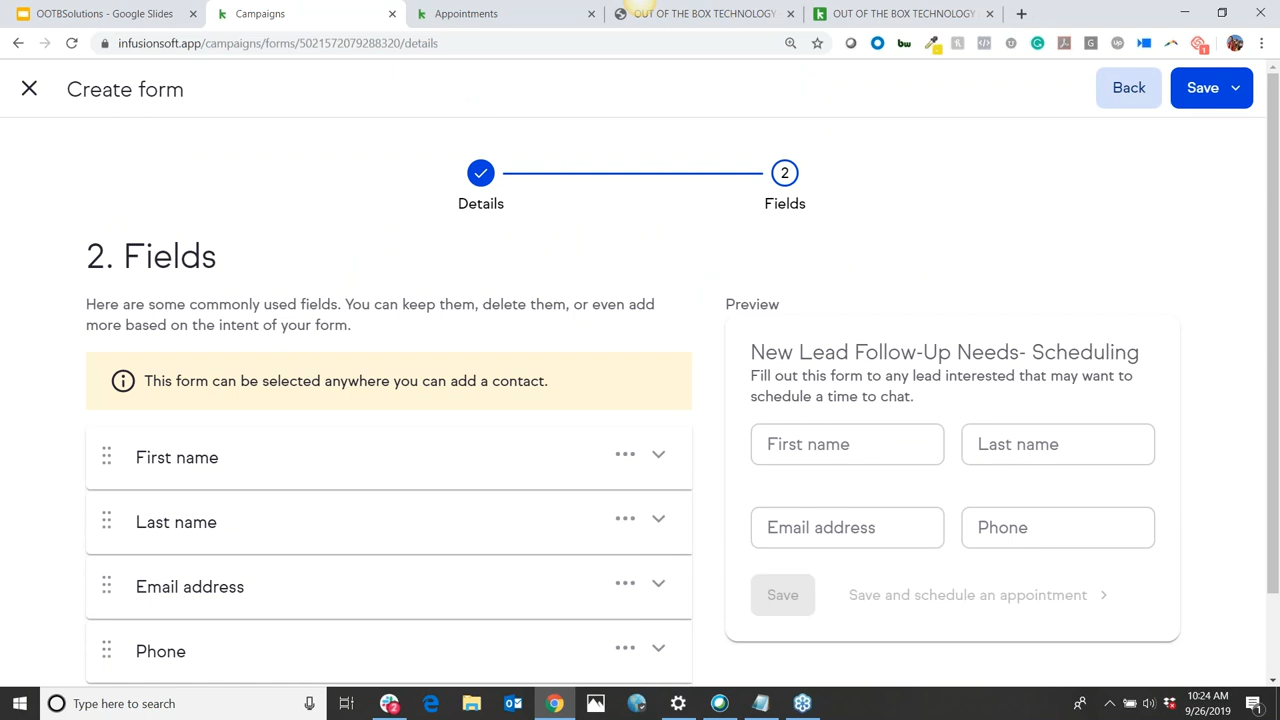 OOTBSolutions - Google Slides
Campaigns
Appointments
OUT OF THE BOX TECHNOLOGY
OUT OF THE BOX TECHNOLOGY
infusionsoft.app/campaigns/forms/5021572079288320/details
Create form
Back
Save
2
Details
Fields
2. Fields
Here are some commonly used fields. You can keep them, delete them, or even add
more based on the intent of your form.
This form can be selected anywhere you can add a contact.
First name
Last name
Email address
Phone
Preview
New Lead Follow-Up Needs- Scheduling
Fill out this form to any lead interested that may want to
schedule a time to chat.
First name
Last name
Email address
Phone
Save
Save and schedule an appointment
Type here to search
10:24 AM
9/26/2019